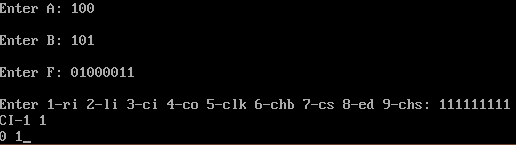 Enter A: 100
Enter B: 101
Enter F: 01000011
Enter 1-ri 2-li 3-ci 4-co 5-clk 6-chb 7-cs 8-ed 9-chs: 111111111
CI-1 1
0 1_